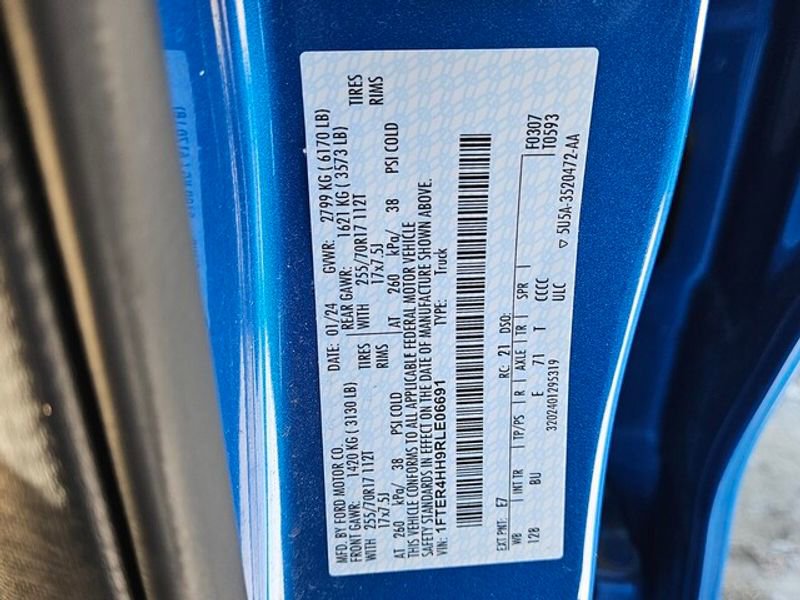 MFD. BY FORD MOTOR CO.
DATE: 01/24 GVWR: 2799 KG ( 6170 LB)
FRONT GAWR: 1420 KG ( 3130 LB) REAR GAWR: 1621 KG ( 3573 LB)
WITH 255/70R17 112T TIRES WITH 255/70R17 112T TIRES
17x7.5J RIMS 17x7.5J RIMS
AT 260 kPa/ 38 PSI COLD AT 260 kPa/ 38 PSI COLD
THIS VEHICLE CONFORMS TO ALL APPLICABLE FEDERAL MOTOR VEHICLE
SAFETY STANDARDS IN EFFECT ON THE DATE OF MANUFACTURE SHOWN ABOVE.
VIN: 1FTER4HH9RLE06691 TYPE: Truck
F0307
T0593
EXT PNT: E7 RC: 21 DSO:
WB INT TR TP/PS R AXLE TR SPR
128 BU E 71 T CCCC
3202401295319 ULC
▽ 5U5A-3520472-AA